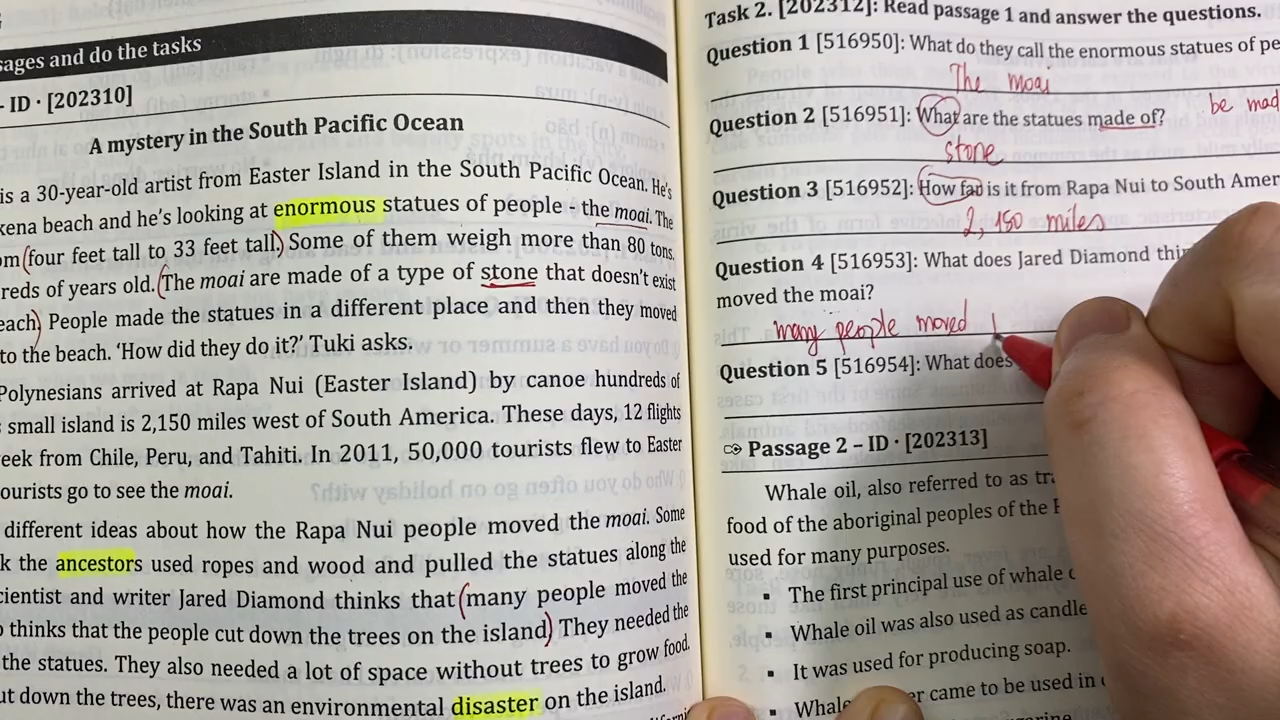 sages and do the tasks
- ID · [202310]
A mystery in the South Pacific Ocean
is a 30-year-old artist from Easter Island in the South Pacific Ocean. He's
kena beach and he's looking at enormous statues of people - the moai. The
om (four feet tall to 33 feet tall) Some of them weigh more than 80 tons.
reds of years old. (The moai are made of a type of stone that doesn't exist
each) People made the statues in a different place and then they moved
to the beach. 'How did they do it?' Tuki asks.
Polynesians arrived at Rapa Nui (Easter Island) by canoe hundreds of
small island is 2,150 miles west of South America. These days, 12 flights
eek from Chile, Peru, and Tahiti. In 2011, 50,000 tourists flew to Easter
ourists go to see the moai.
different ideas about how the Rapa Nui people moved the moai. Some
k the ancestors used ropes and wood and pulled the statues along the
cientist and writer Jared Diamond thinks that (many people moved the
o thinks that the people cut down the trees on the island) They needed the
the statues. They also needed a lot of space without trees to grow food.
ut down the trees, there was an environmental disaster on the island.
Task 2. [202312]: Read passage 1 and answer the questions.
Question 1 [516950]: What do they call the enormous statues of pe
The moai
Question 2 [516951]: What are the statues made of?
be mad
stone
Question 3 [516952]: How far is it from Rapa Nui to South Amer
2,150 miles
Question 4 [516953]: What does Jared Diamond thi
moved the moai?
many people moved
Question 5 [516954]: What does
Passage 2 – ID · [202313]
Whale oil, also referred to as tra
food of the aboriginal peoples of the
used for many purposes.
▪ The first principal use of whale
▪ Whale oil was also used as candle
▪ It was used for producing soap.
▪ Whale er came to be used in